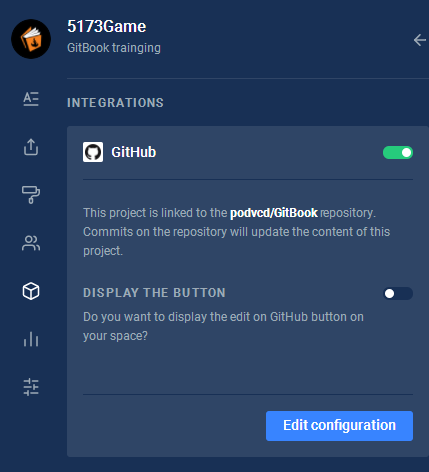 5173Game
GitBook trainging
INTEGRATIONS
GitHub
This project is linked to the podvcd/GitBook repository.
Commits on the repository will update the content of this
project.
DISPLAY THE BUTTON
Do you want to display the edit on GitHub button on
your space?
Edit configuration